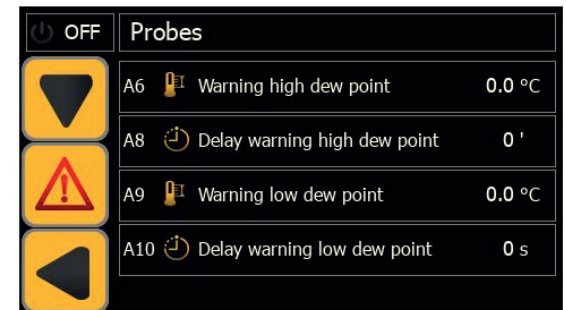 OFF Probes
A6 Warning high dew point 0.0 °C
A8 Delay warning high dew point 0 '
A9 Warning low dew point 0.0 °C
A10 Delay warning low dew point 0 s